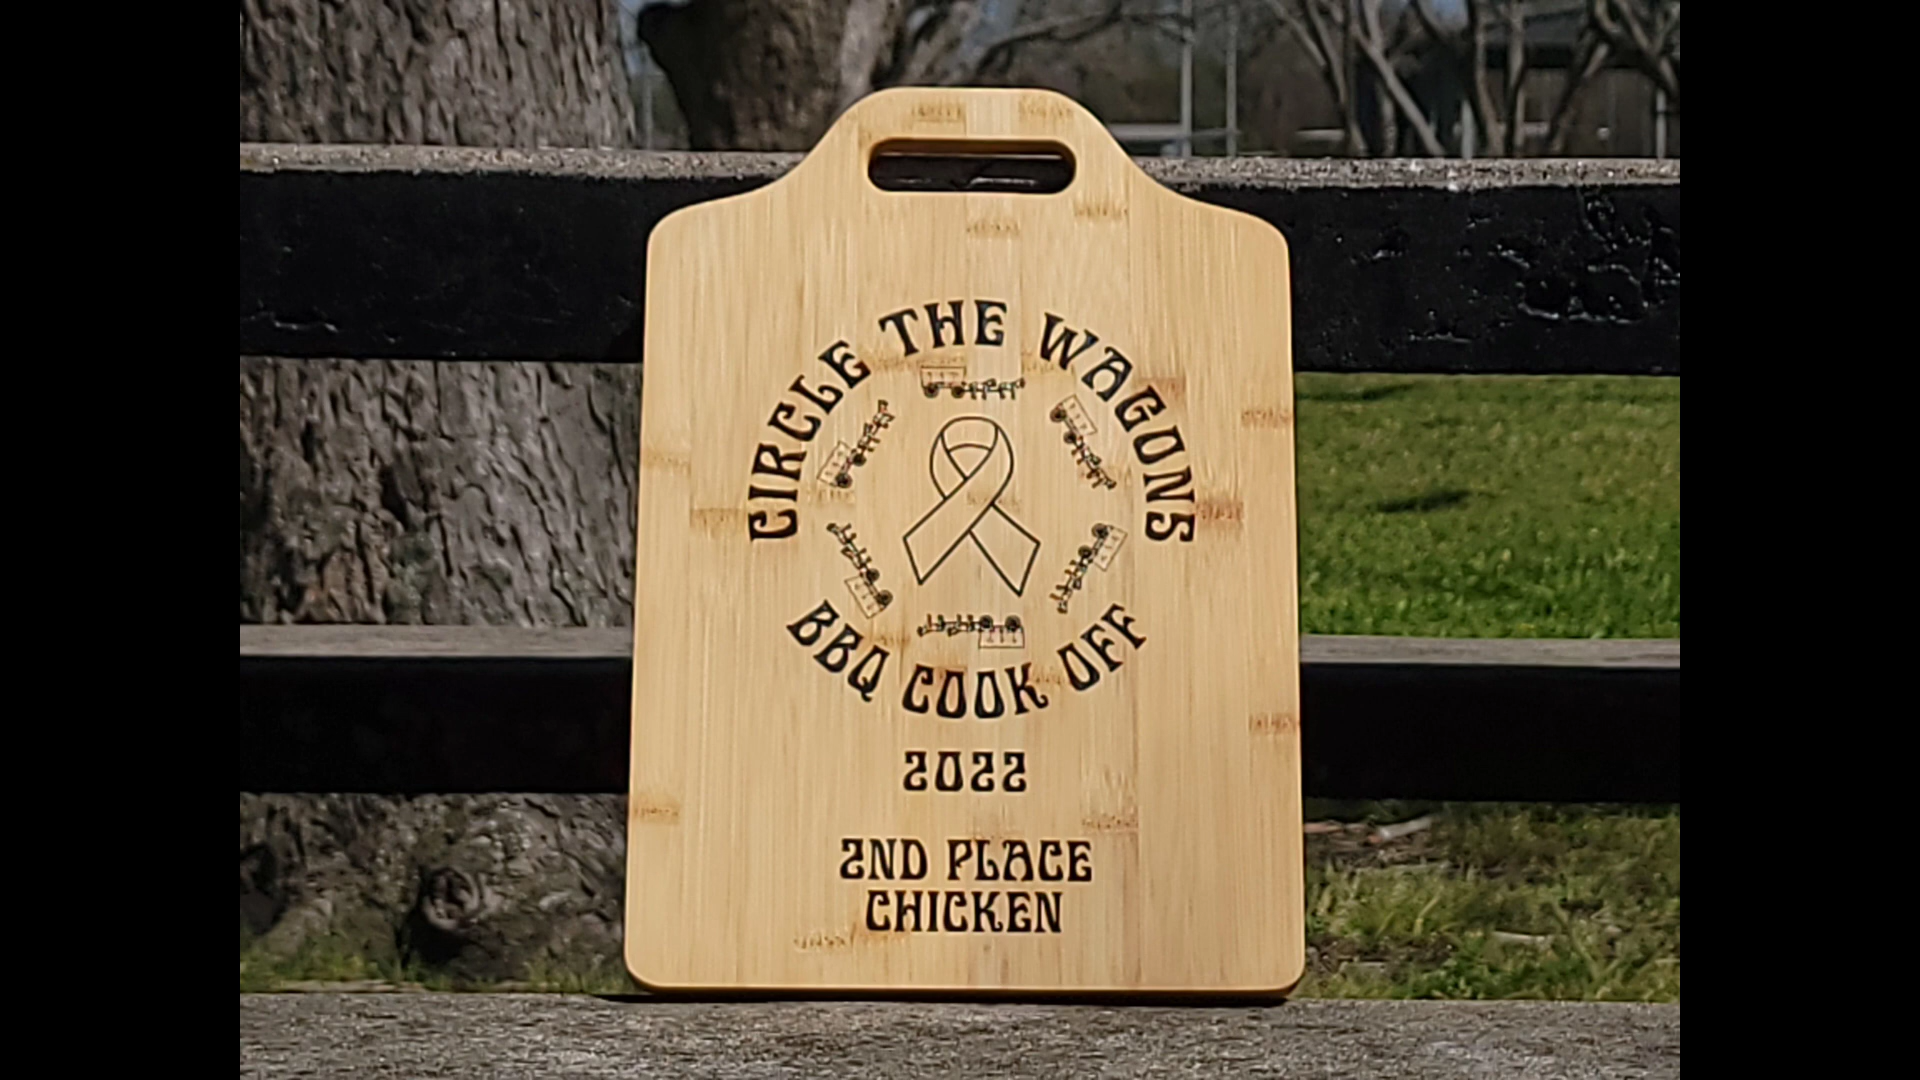 CIRCLE THE WAGONS
BBQ COOK OFF
2022
2ND PLACE
CHICKEN